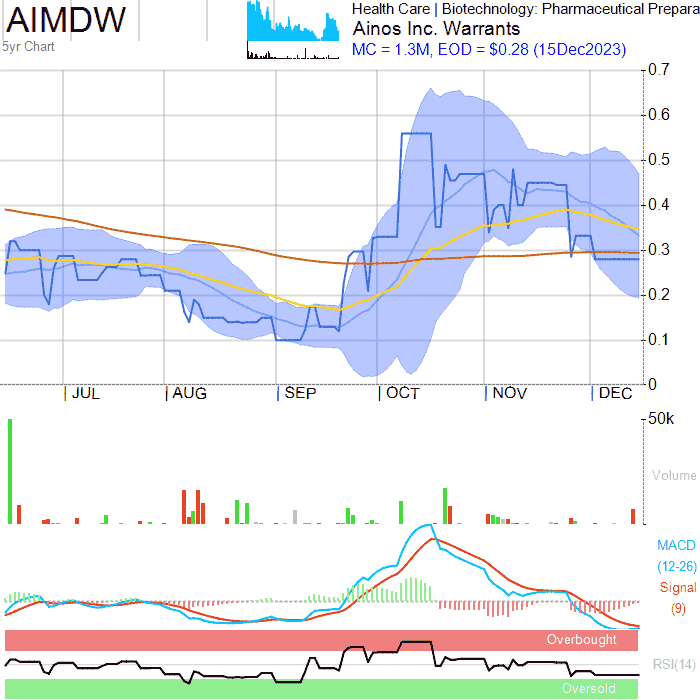 AIMDW
5yr Chart
Health Care | Biotechnology: Pharmaceutical Prepara
Ainos Inc. Warrants
MC = 1.3M, EOD = $0.28 (15Dec2023)
0.7
0.6
0.5
0.4
0.3
0.2
0.1
0
JUL AUG SEP OCT NOV DEC
50k
Volume
MACD
(12-26)
Signal
(9)
Overbought
RSI(14)
Oversold